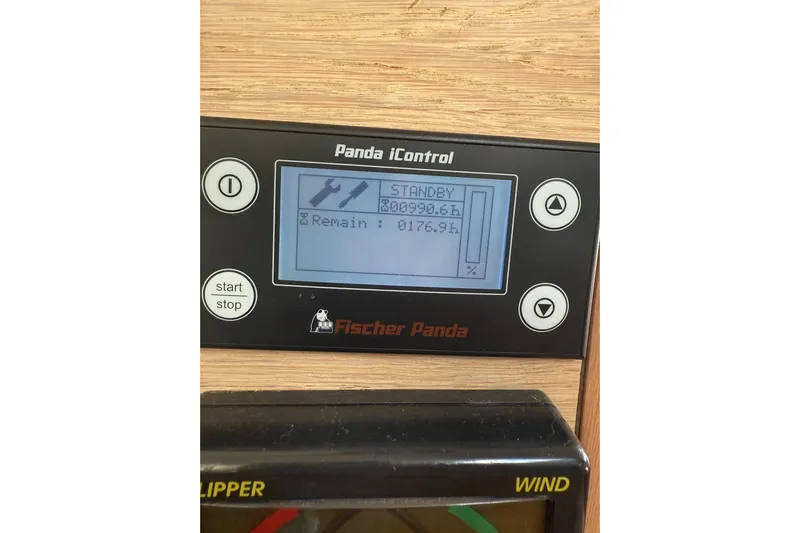 Panda iControl
STANDBY
00990.6h
Remain : 0176.9h
%
start
stop
Fischer Panda
LIPPER
WIND